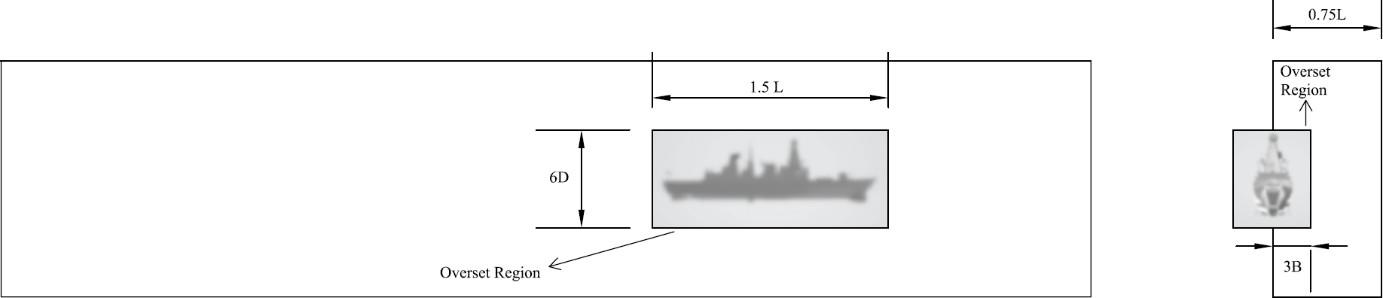 0.75L
1.5 L
Overset
Region
6D
Overset Region
3B